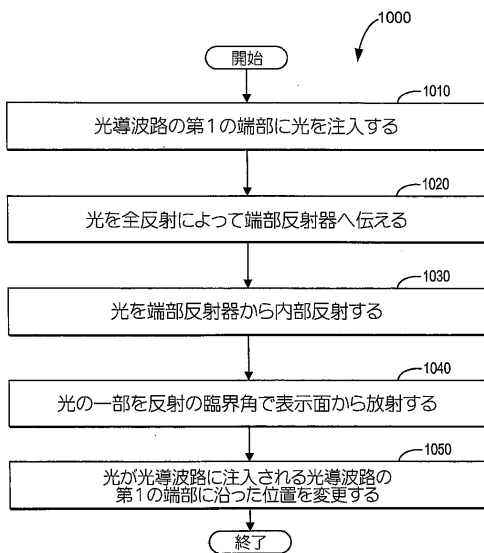 1000
開始
1010
光導波路の第1の端部に光を注入する
1020
光を全反射によって端部反射器へ伝える
1030
光を端部反射器から内部反射する
1040
光の一部を反射の臨界角で表示面から放射する
1050
光が光導波路に注入される光導波路の
第1の端部に沿った位置を変更する
終了